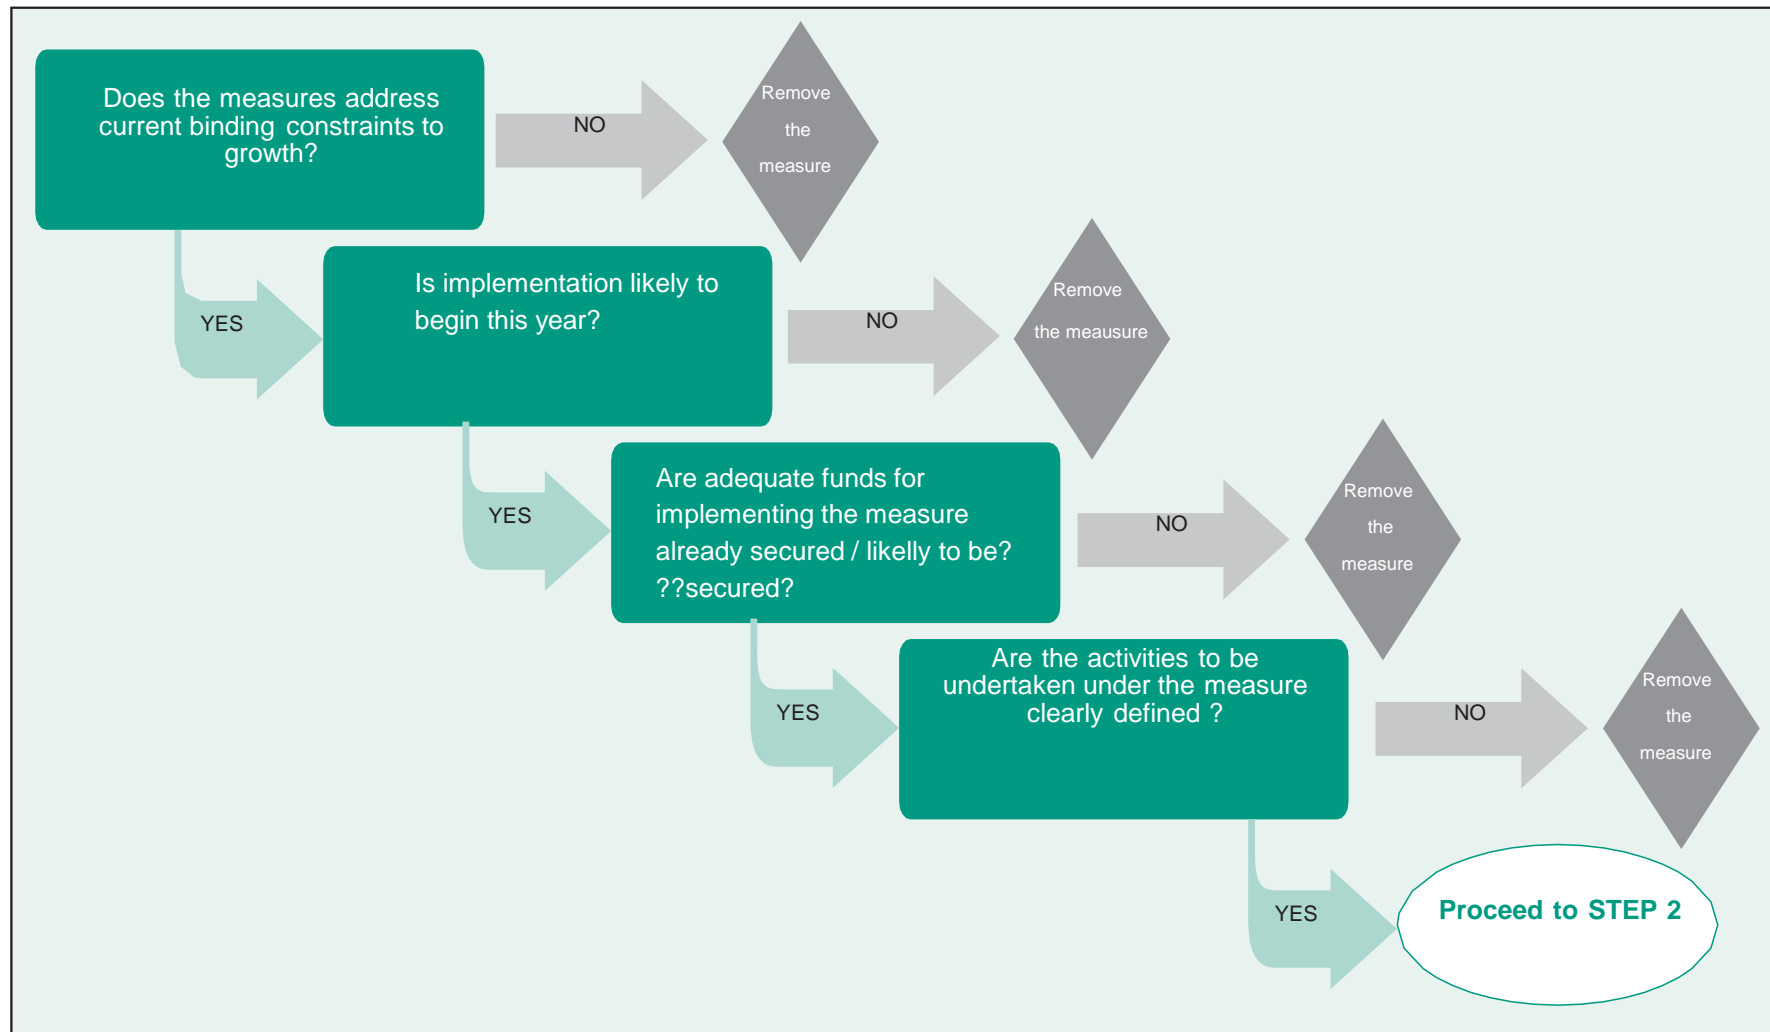 Does the measures address
current binding constraints to
growth?
NO
Remove
the
measure
YES
Is implementation likely to
begin this year?
NO
Remove
the meausure
YES
Are adequate funds for
implementing the measure
already secured / likelly to be?
??secured?
NO
Remove
the
measure
YES
Are the activities to be
undertaken under the measure
clearly defined ?
NO
Remove
the
measure
YES
Proceed to STEP 2